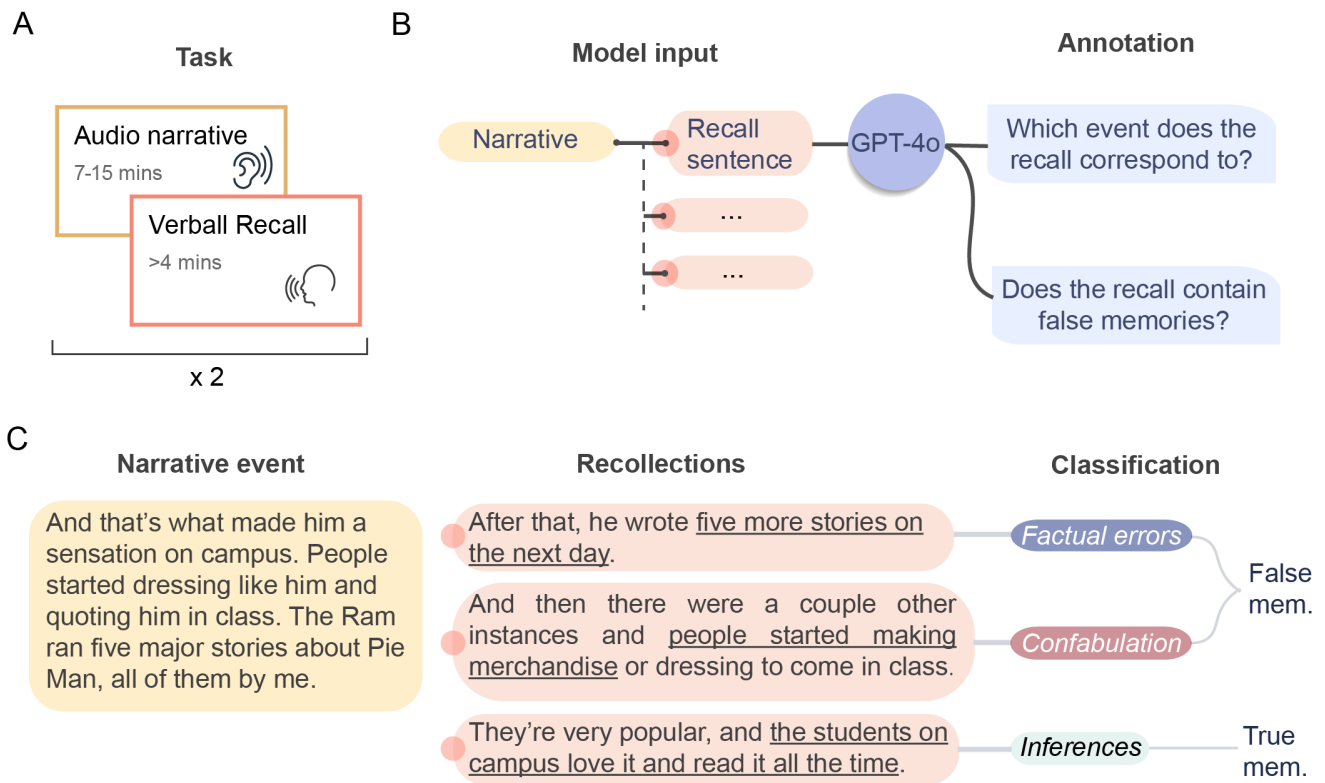 A
Task
Audio narrative
7-15 mins
Verball Recall
>4 mins
x 2
B
Model input
Annotation
Narrative
Recall
sentence
...
...
GPT-4o
Which event does the
recall correspond to?
Does the recall contain
false memories?
C
Narrative event
Recollections
Classification
And that's what made him a
sensation on campus. People
started dressing like him and
quoting him in class. The Ram
ran five major stories about Pie
Man, all of them by me.
After that, he wrote five more stories on
the next day.
And then there were a couple other
instances and people started making
merchandise or dressing to come in class.
They're very popular, and the students on
campus love it and read it all the time.
Factual errors
Confabulation
Inferences
False
mem.
True
mem.